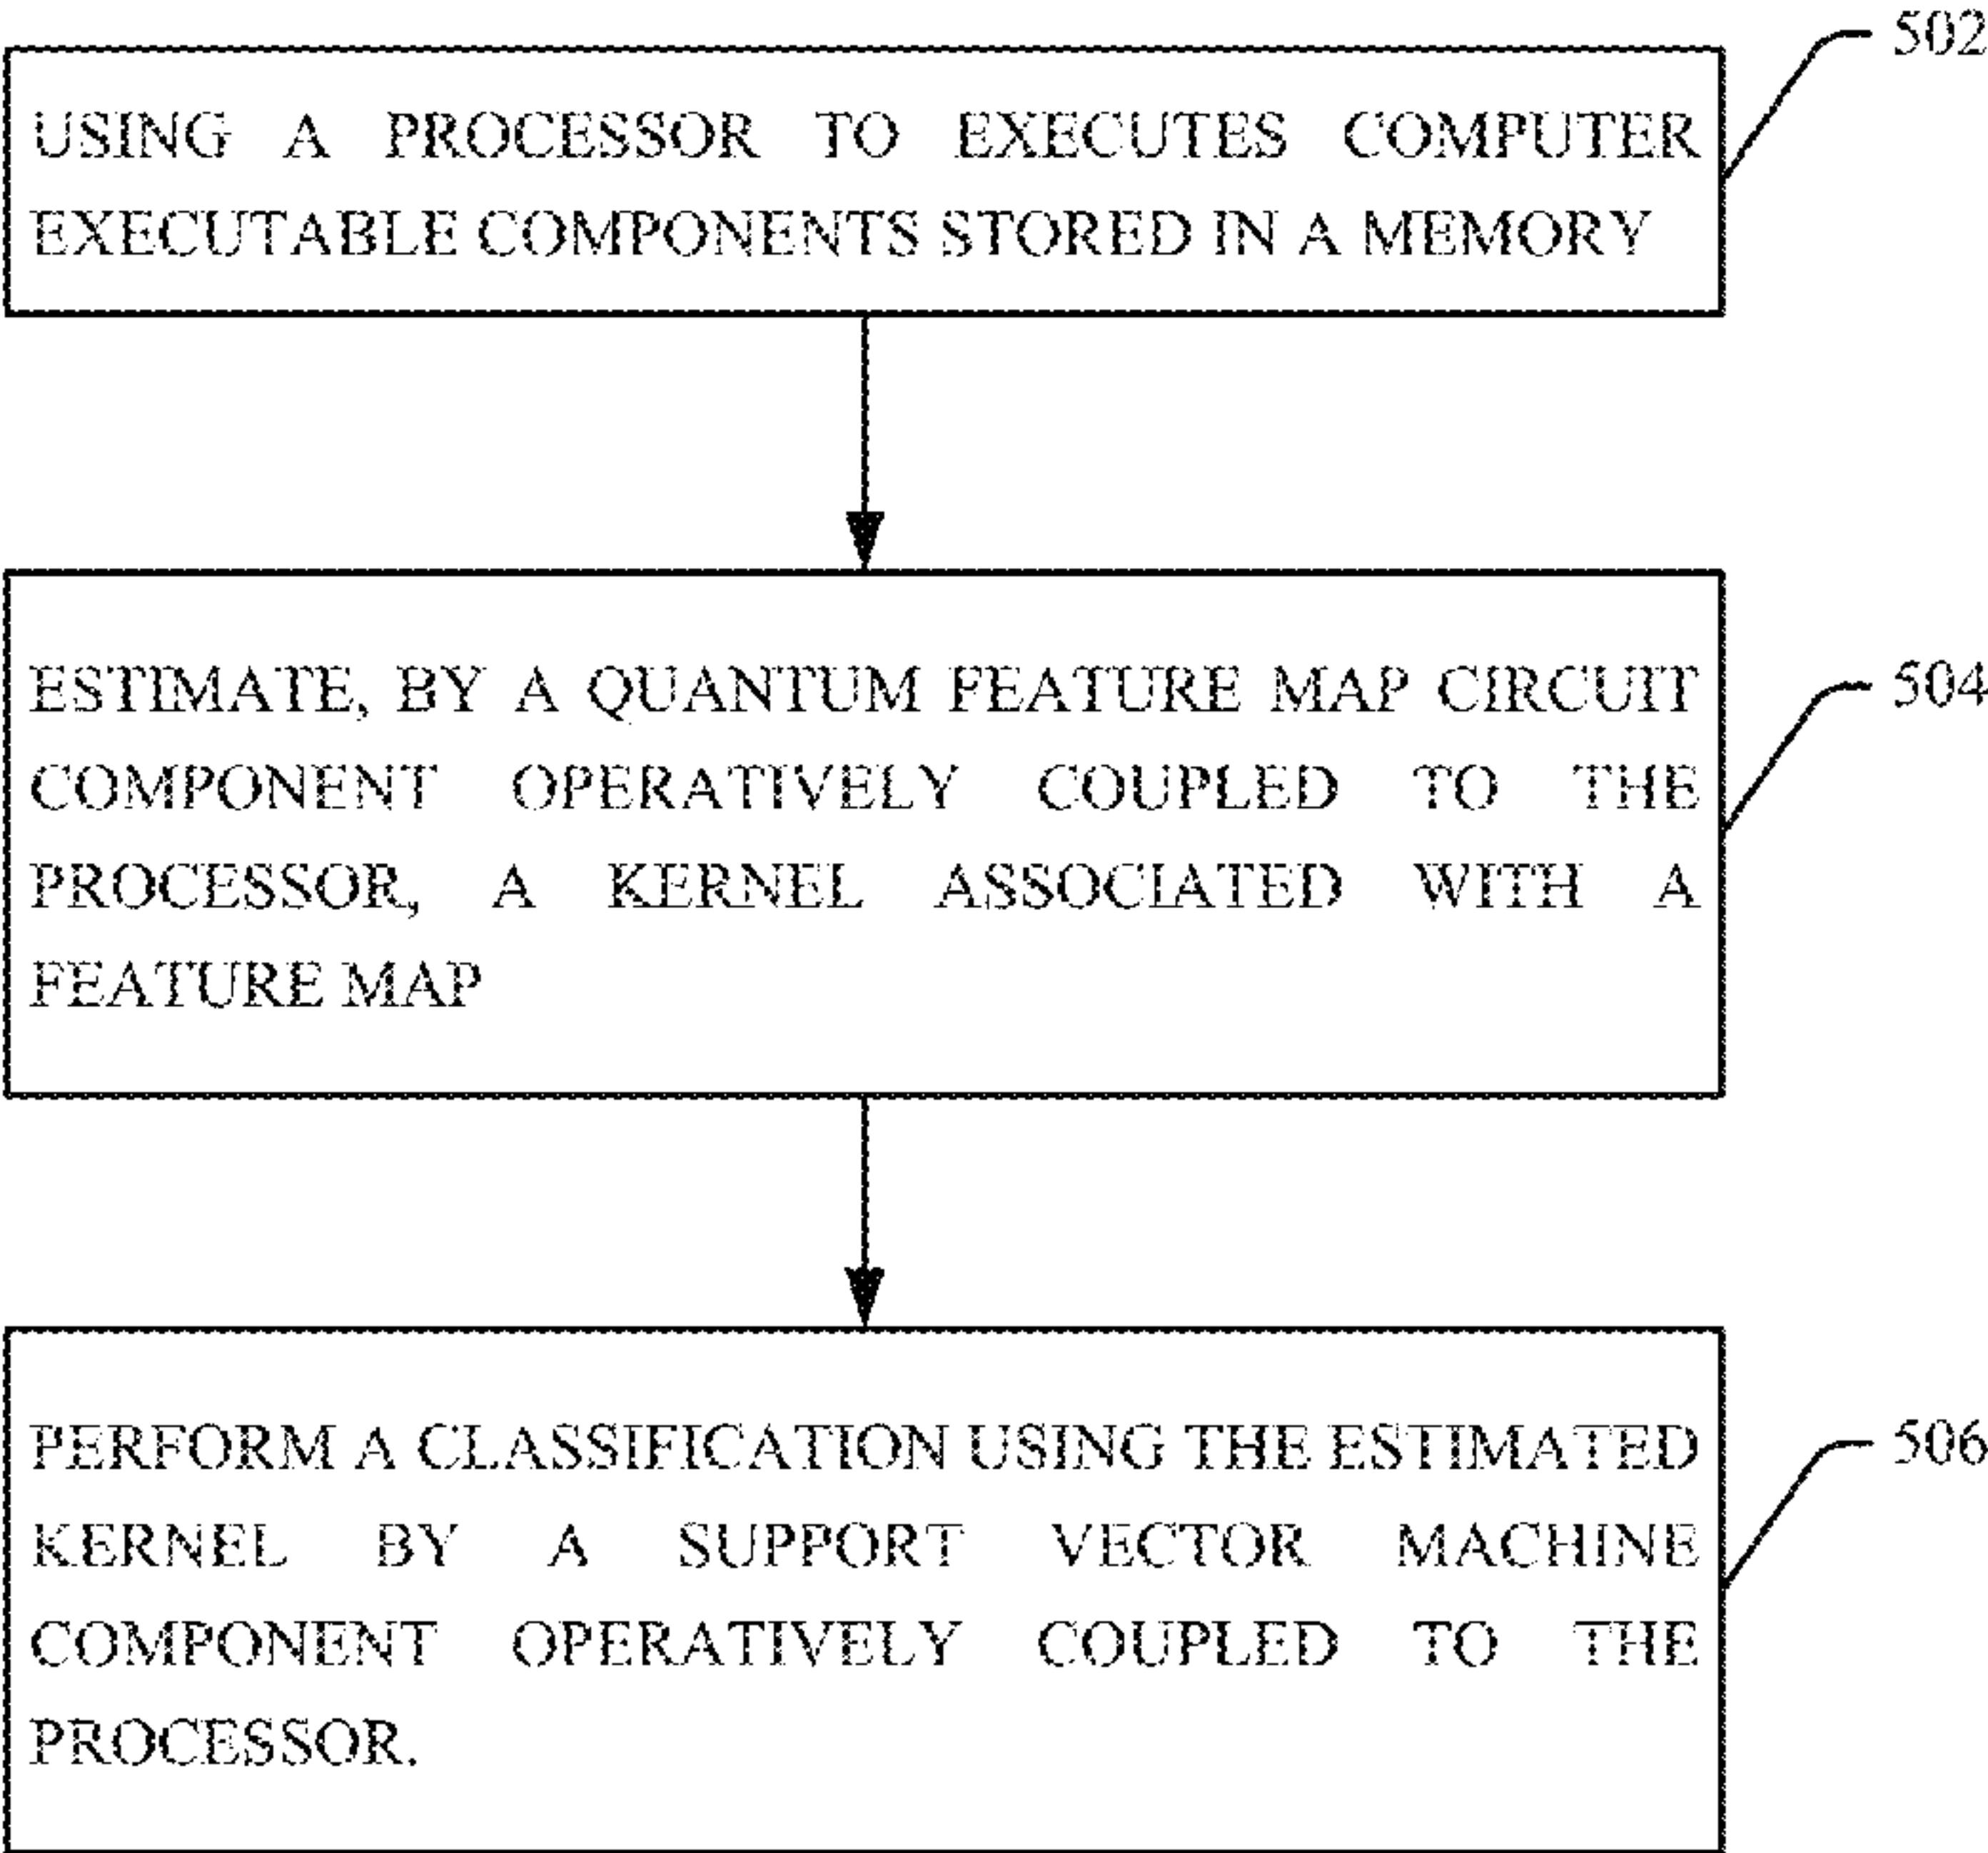 502
USING A PROCESSOR TO EXECUTES COMPUTER
EXECUTABLE COMPONENTS STORED IN A MEMORY
504
ESTIMATE, BY A QUANTUM FEATURE MAP CIRCUIT
COMPONENT OPERATIVELY COUPLED TO THE
PROCESSOR, A KERNEL ASSOCIATED WITH A
FEATURE MAP
506
PERFORM A CLASSIFICATION USING THE ESTIMATED
KERNEL BY A SUPPORT VECTOR MACHINE
COMPONENT OPERATIVELY COUPLED TO THE
PROCESSOR.